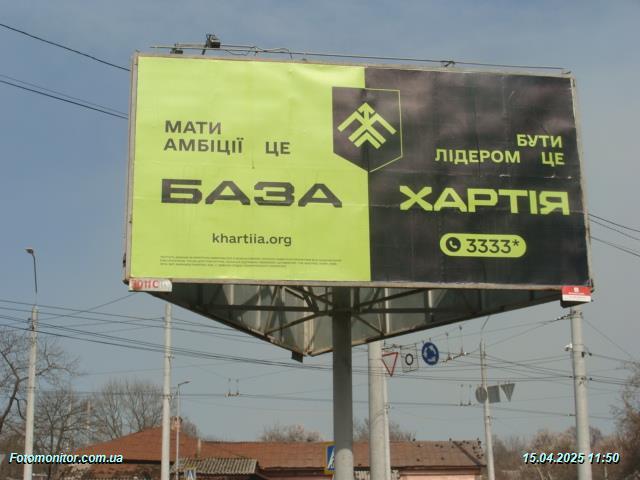 МАТИ
АМБІЦІЇ ЦЕ
БАЗА
khartiia.org
БУТИ
ЛІДЕРОМ ЦЕ
ХАРТІЯ
3333*
Fotomonitor.com.ua
15.04.2025 11:50